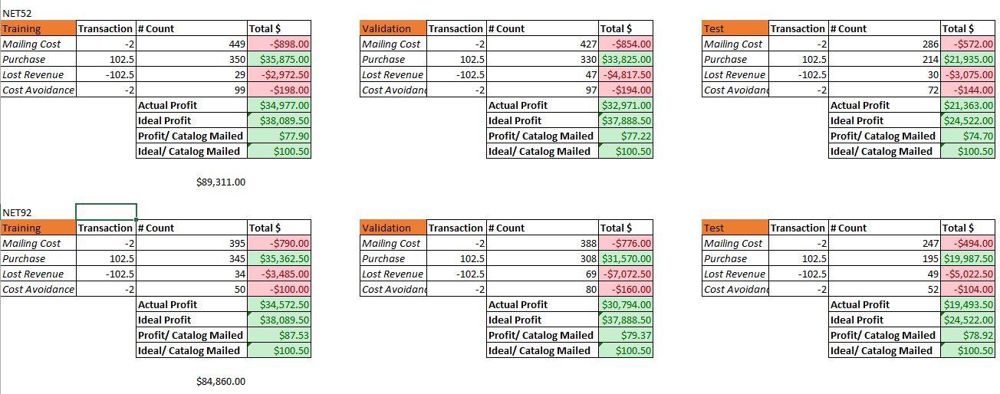 NET52
Training Transaction # Count Total $ Validation Transaction # Count Total $ Test Transaction # Count Total $
Mailing Cost -2 449 -$898.00 Mailing Cost -2 427 -$854.00 Mailing Cost -2 286 -$572.00
Purchase 102.5 350 $35,875.00 Purchase 102.5 330 $33,825.00 Purchase 102.5 214 $21,935.00
Lost Revenue -102.5 29 -$2,972.50 Lost Revenue -102.5 47 -$4,817.50 Lost Revenue -102.5 30 -$3,075.00
Cost Avoidance -2 99 -$198.00 Cost Avoidanc -2 97 -$194.00 Cost Avoidanc -2 72 -$144.00
Actual Profit $34,977.00 Actual Profit $32,971.00 Actual Profit $21,363.00
Ideal Profit $38,089.50 Ideal Profit $37,888.50 Ideal Profit $24,522.00
Profit/ Catalog Mailed $77.90 Profit/ Catalog Mailed $77.22 Profit/ Catalog Mailed $74.70
Ideal/ Catalog Mailed $100.50 Ideal/ Catalog Mailed $100.50 Ideal/ Catalog Mailed $100.50
$89,311.00
NET92
Training Transaction # Count Total $ Validation Transaction # Count Total $ Test Transaction # Count Total $
Mailing Cost -2 395 -$790.00 Mailing Cost -2 388 -$776.00 Mailing Cost -2 247 -$494.00
Purchase 102.5 345 $35,362.50 Purchase 102.5 308 $31,570.00 Purchase 102.5 195 $19,987.50
Lost Revenue -102.5 34 -$3,485.00 Lost Revenue -102.5 69 -$7,072.50 Lost Revenue -102.5 49 -$5,022.50
Cost Avoidance -2 50 -$100.00 Cost Avoidanc -2 80 -$160.00 Cost Avoidanc -2 52 -$104.00
Actual Profit $34,572.50 Actual Profit $30,794.00 Actual Profit $19,493.50
Ideal Profit $38,089.50 Ideal Profit $37,888.50 Ideal Profit $24,522.00
Profit/ Catalog Mailed $87.53 Profit/ Catalog Mailed $79.37 Profit/ Catalog Mailed $78.92
Ideal/ Catalog Mailed $100.50 Ideal/ Catalog Mailed $100.50 Ideal/ Catalog Mailed $100.50
$84,860.00